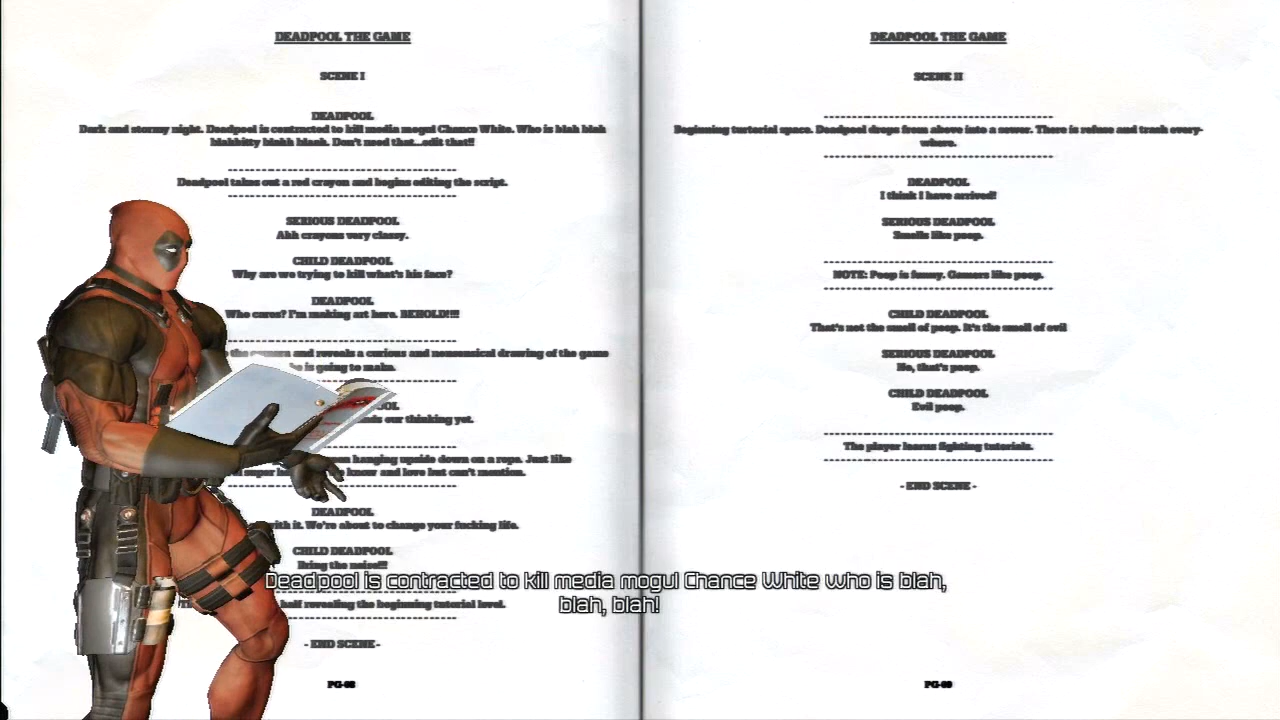 DEADPOOL THE GAME
SCENE I
DEADPOOL
Dark and stormy night. Deadpool is contracted to kill media mogul Chance White. Who is blah blah
blahbitty blahh blaah. Don't need that...edit that!!
Deadpool takes out a red crayon and begins editing the script.
SERIOUS DEADPOOL
Ahh crayons very classy.
CHILD DEADPOOL
Why are we trying to kill what's his face?
DEADPOOL
Who cares? I'm making art here. BEHOLD!!!!
the camera and reveals a curious and nonsensical drawing of the game
he is going to make.
our thinking yet.
hanging upside down on a rope. Just like
know and love but can't mention.
DEADPOOL
with it. We're about to change your fucking life.
CHILD DEADPOOL
Bring the noise!!!
half revealing the beginning tutorial level.
- END SCENE -
PG-08
DEADPOOL THE GAME
SCENE II
Beginning turtorial space. Deadpool drops from above into a sewer. There is refuse and trash every-
where.
DEADPOOL
I think I have arrived!
SERIOUS DEADPOOL
Smells like poop.
NOTE: Poop is funny. Gamers like poop.
CHILD DEADPOOL
That's not the smell of poop. It's the smell of evil
SERIOUS DEADPOOL
No, that's poop.
CHILD DEADPOOL
Evil poop.
The player learns fighting tutorials.
- END SCENE -
PG-09
Deadpool is contracted to kill media mogul Chance White who is blah,
blah, blah!